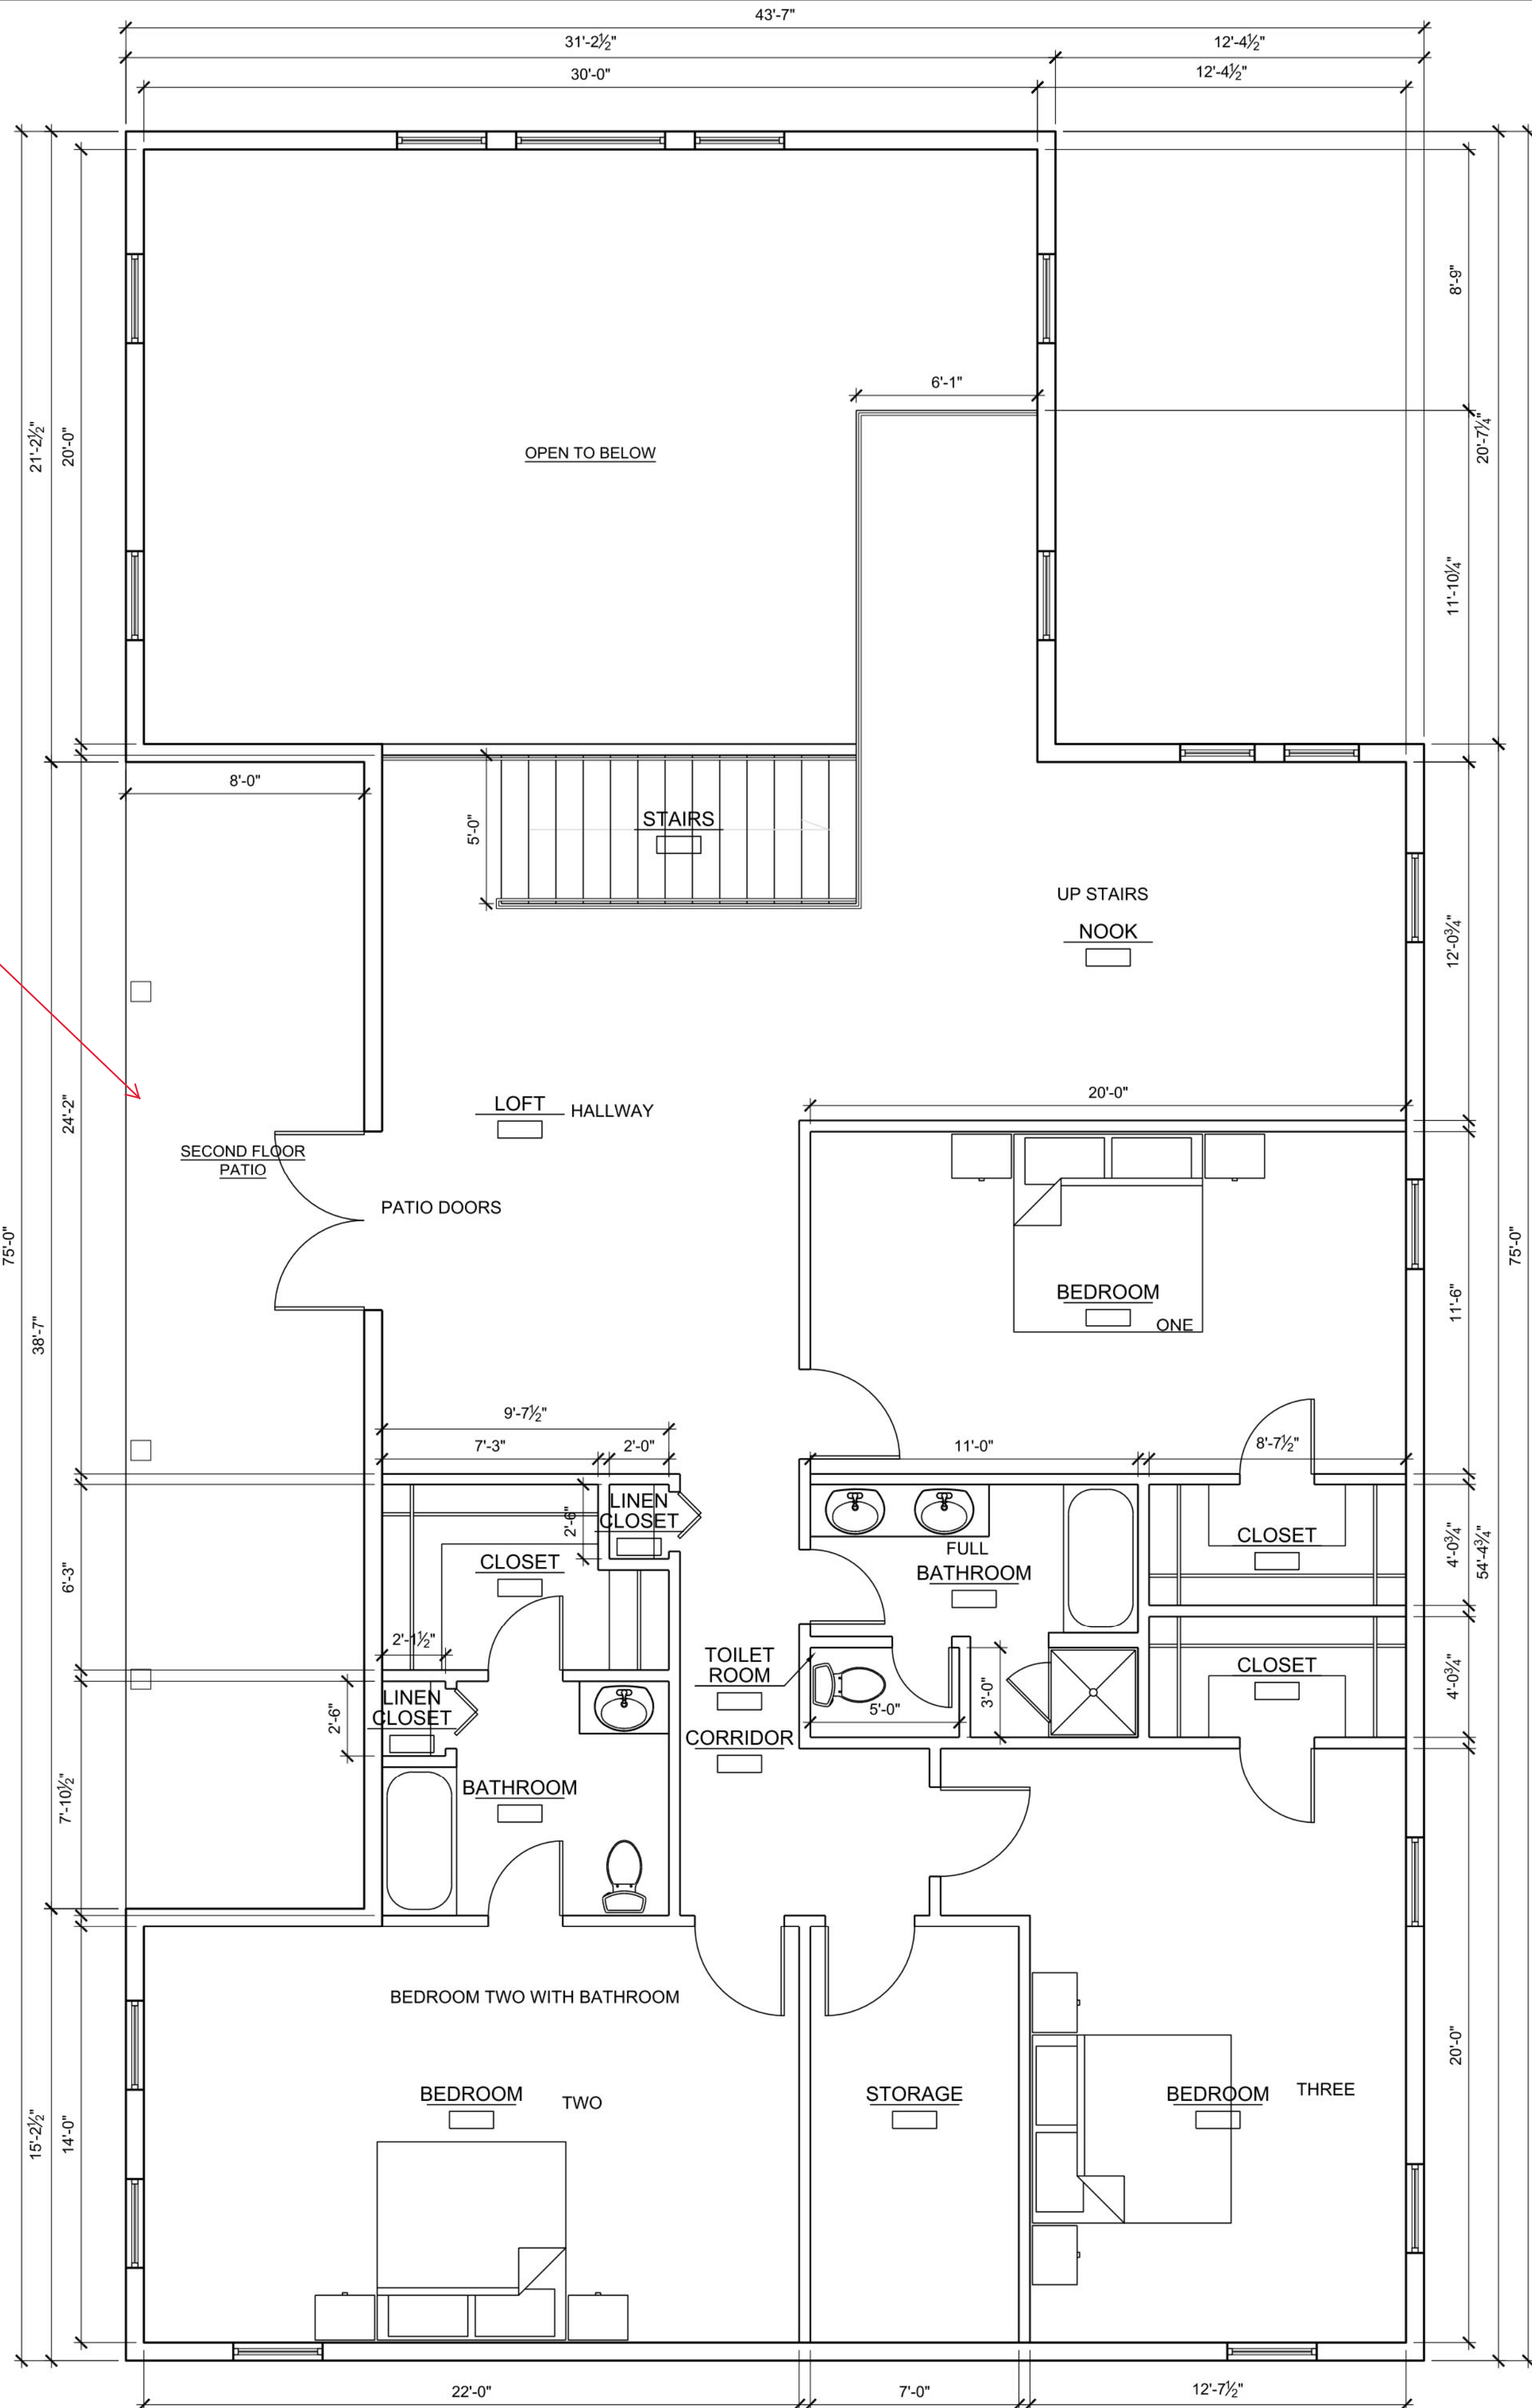 43'-7"
31'-2½"
12'-4½"
30'-0"
12'-4½"
8'-9"
6'-1"
21'-2½"
20'-0"
OPEN TO BELOW
20'-7¼"
11'-10¼"
8'-0"
5'-0"
STAIRS
UP STAIRS
NOOK
12'-0¾"
24'-2"
LOFT
HALLWAY
20'-0"
SECOND FLOOR
PATIO
PATIO DOORS
75'-0"
75'-0"
38'-7"
BEDROOM
ONE
11'-6"
9'-7½"
7'-3"
2'-0"
11'-0"
8'-7½"
LINEN
CLOSET
2'-6"
CLOSET
6'-3"
FULL
BATHROOM
CLOSET
4'-0¾"
54'-4¾"
2'-1½"
TOILET
ROOM
CLOSET
4'-0¾"
LINEN
CLOSET
2'-6"
5'-0"
3'-0"
CORRIDOR
7'-10½"
BATHROOM
BEDROOM TWO WITH BATHROOM
BEDROOM
TWO
STORAGE
BEDROOM
THREE
20'-0"
15'-2½"
14'-0"
22'-0"
7'-0"
12'-7½"